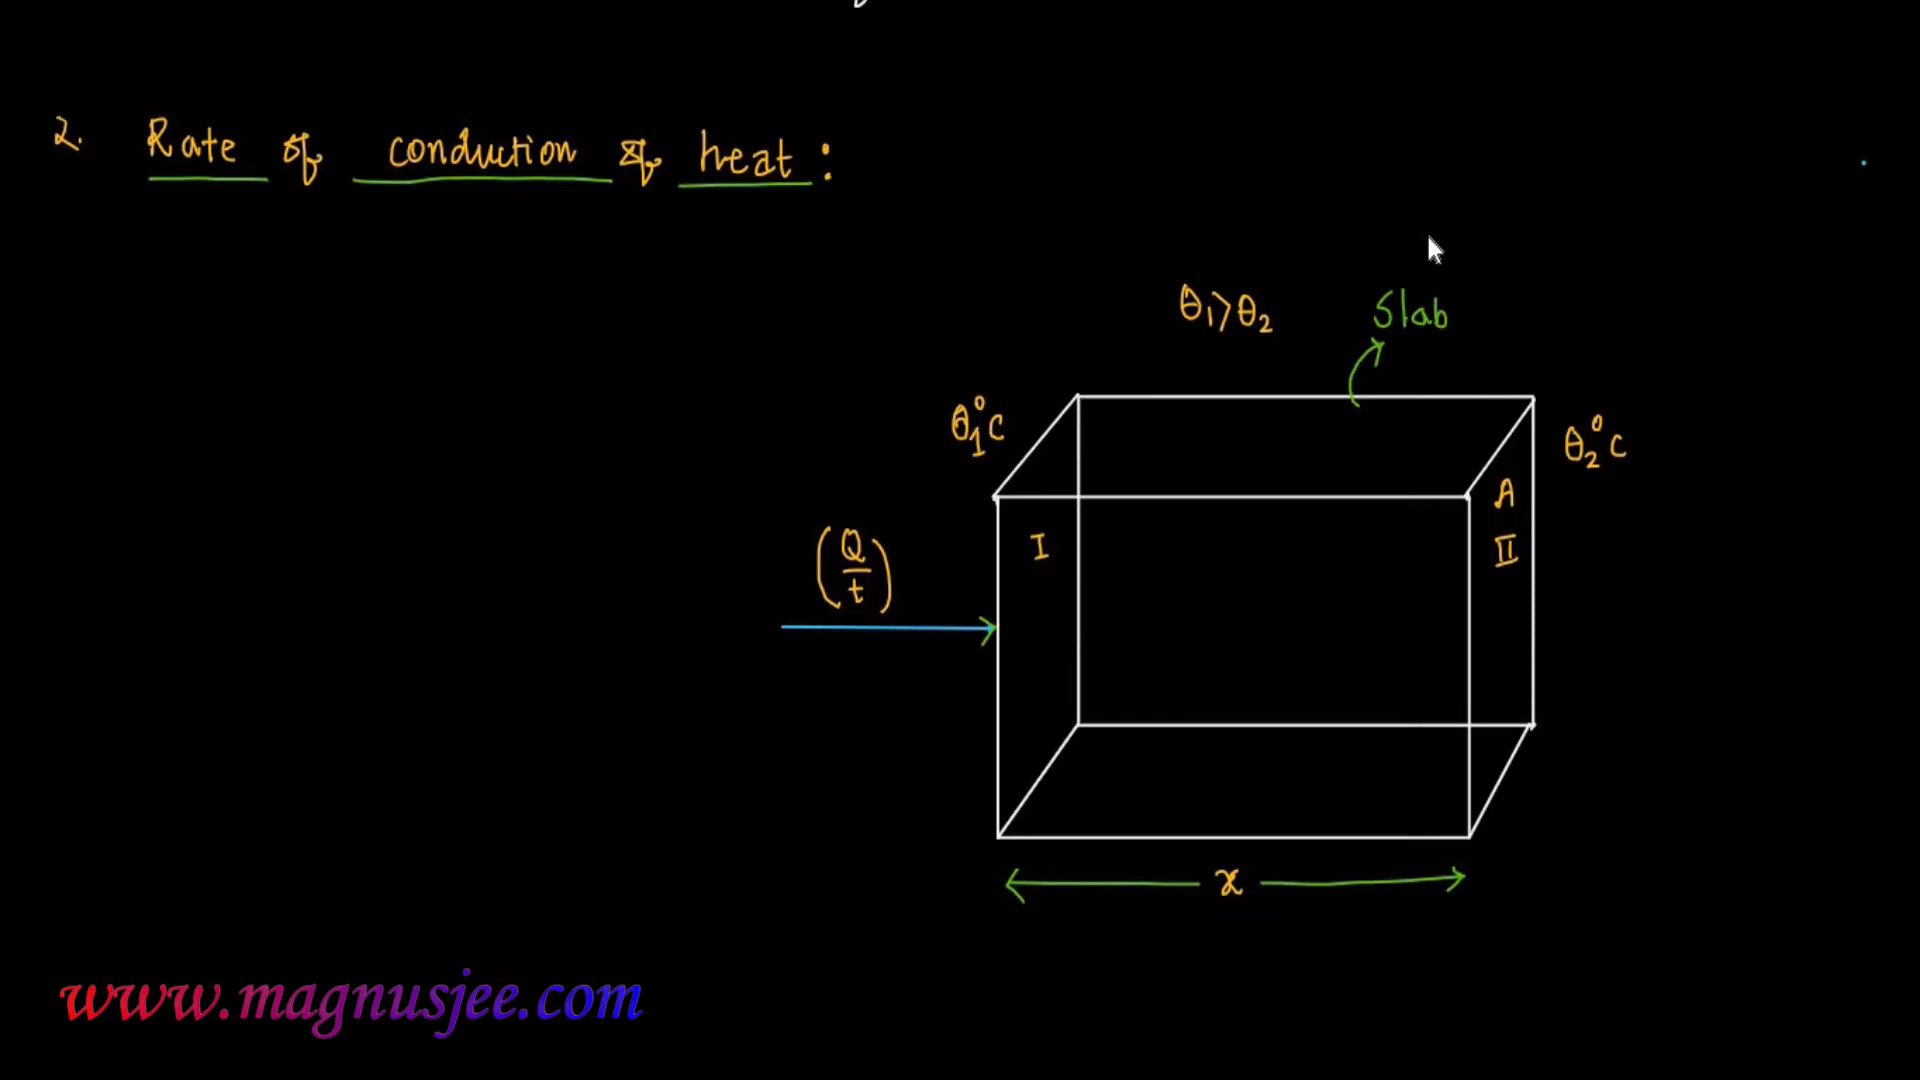 2. Rate of conduction of heat :
θ₁>θ₂
Slab
θ₁°C
θ₂°C
A
(Q/t)
I
II
x
www.magnusjee.com